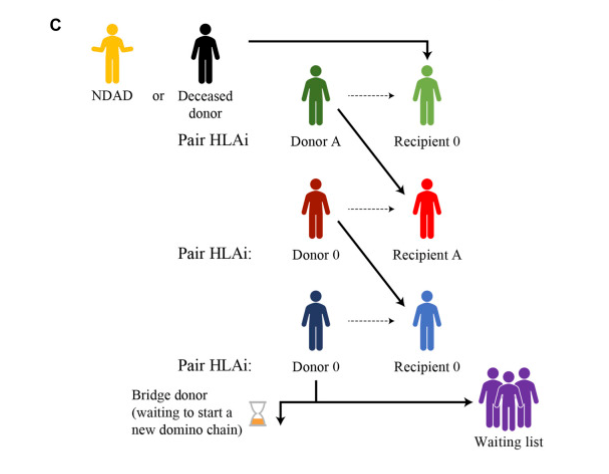 C
NDAD or Deceased
donor
Pair HLAi Donor A Recipient 0
Pair HLAi: Donor 0 Recipient A
Pair HLAi: Donor 0 Recipient 0
Bridge donor
(waiting to start a
new domino chain)
Waiting list